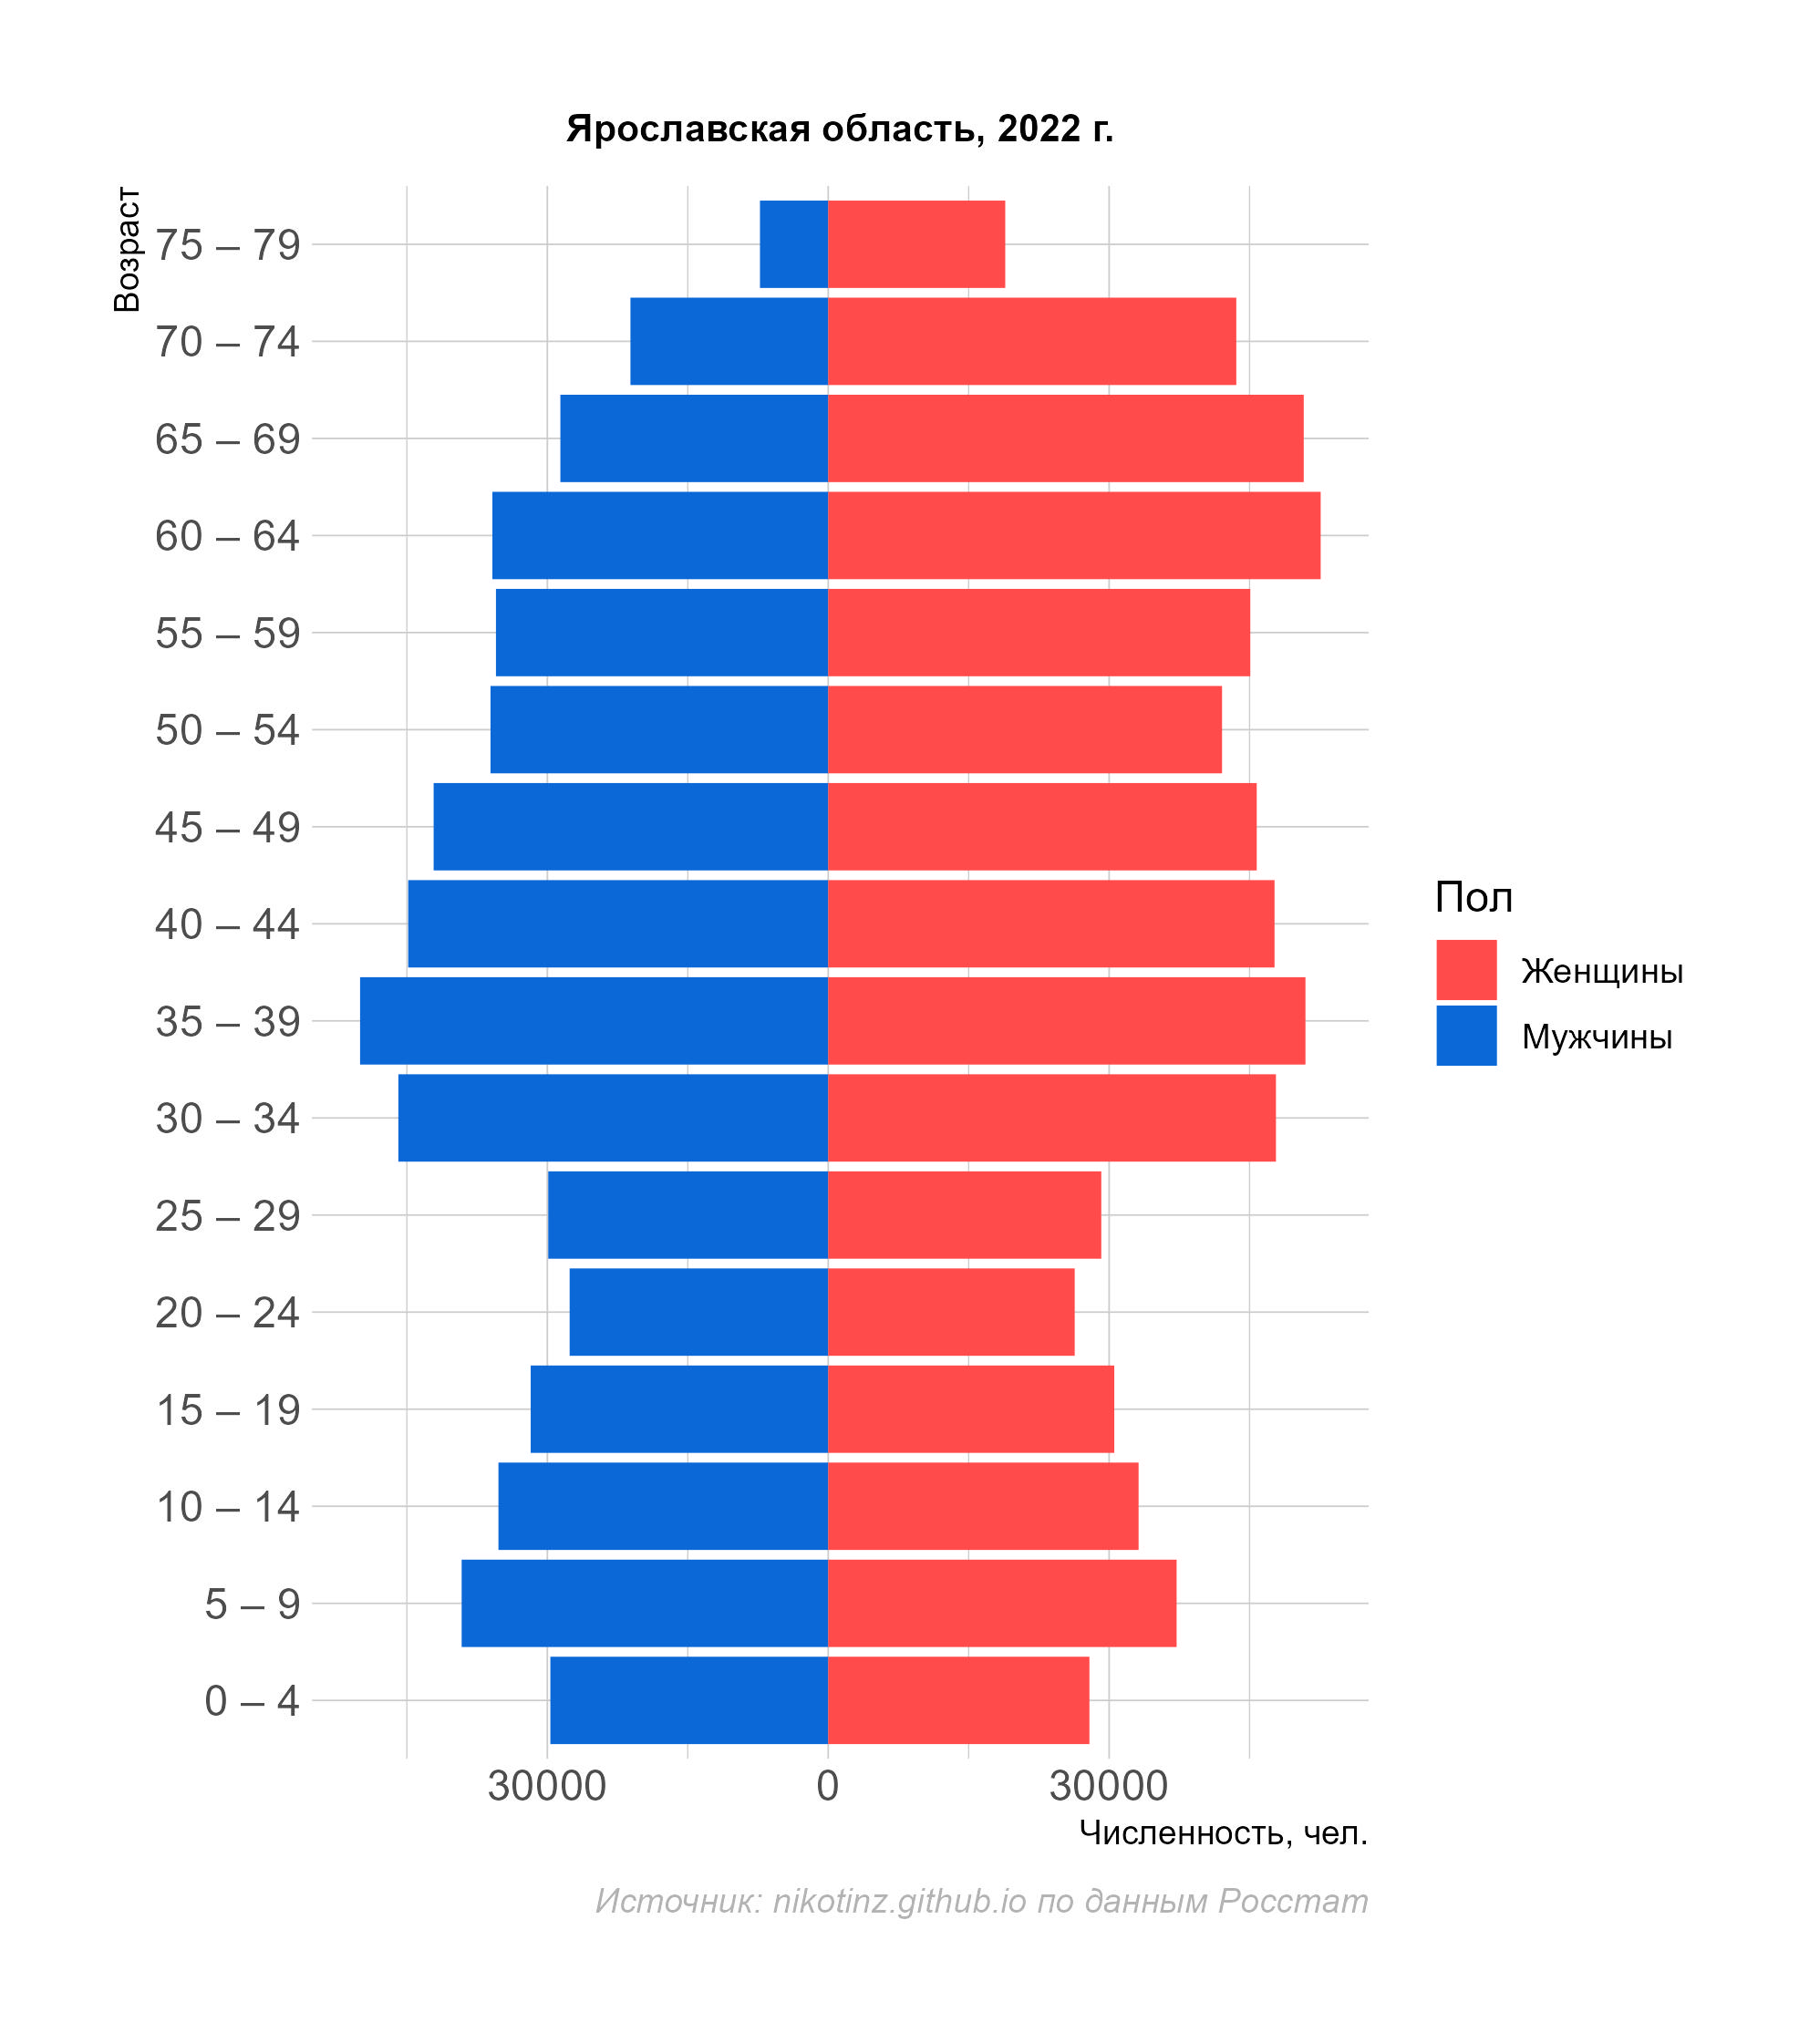 Ярославская область, 2022 г.
Возраст
75 – 79
70 – 74
65 – 69
60 – 64
55 – 59
50 – 54
45 – 49
40 – 44
35 – 39
30 – 34
25 – 29
20 – 24
15 – 19
10 – 14
5 – 9
0 – 4
30000 0 30000
Численность, чел.
Пол
Женщины
Мужчины
Источник: nikotinz.github.io по данным Росстат